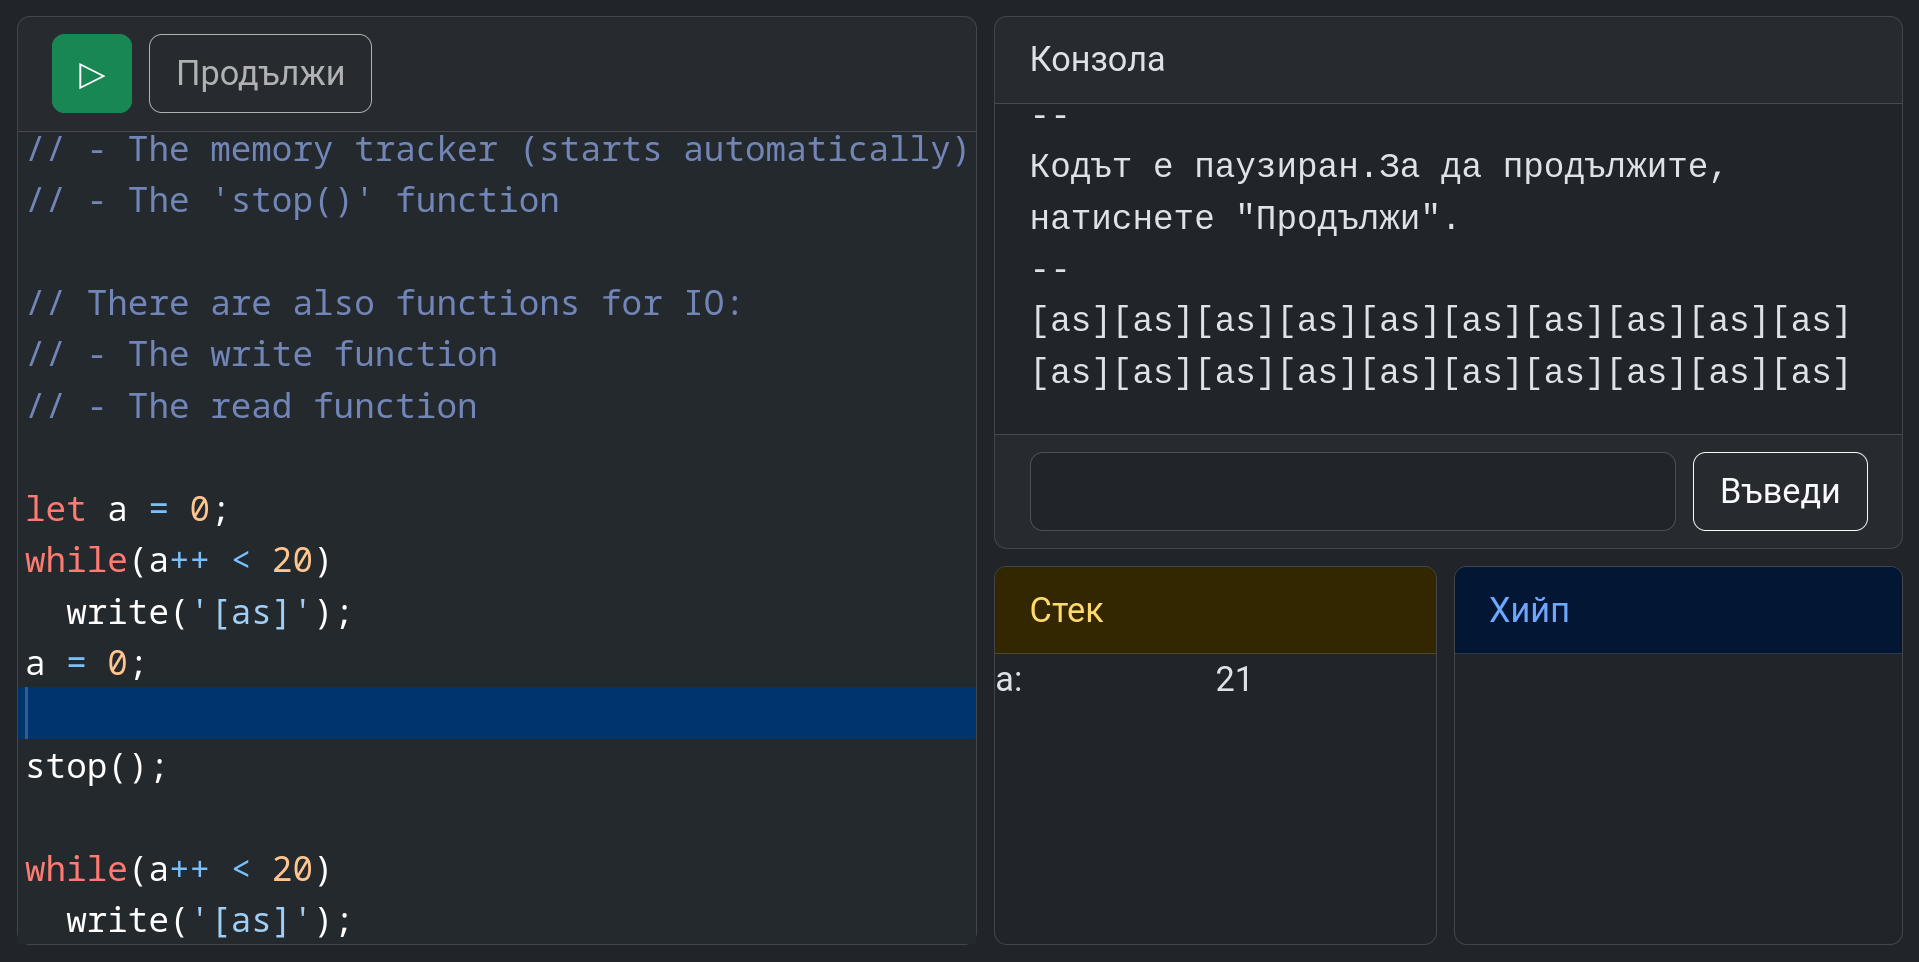 Продължи
// - The memory tracker (starts automatically)
// - The 'stop()' function
// There are also functions for IO:
// - The write function
// - The read function
let a = 0;
while(a++ < 20)
  write('[as]');
a = 0;
stop();
while(a++ < 20)
  write('[as]');
Конзола
--
Кодът е паузиран.За да продължите,
натиснете "Продължи".
--
[as][as][as][as][as][as][as][as][as][as]
[as][as][as][as][as][as][as][as][as][as]
Въведи
Стек
a: 21
Хийп